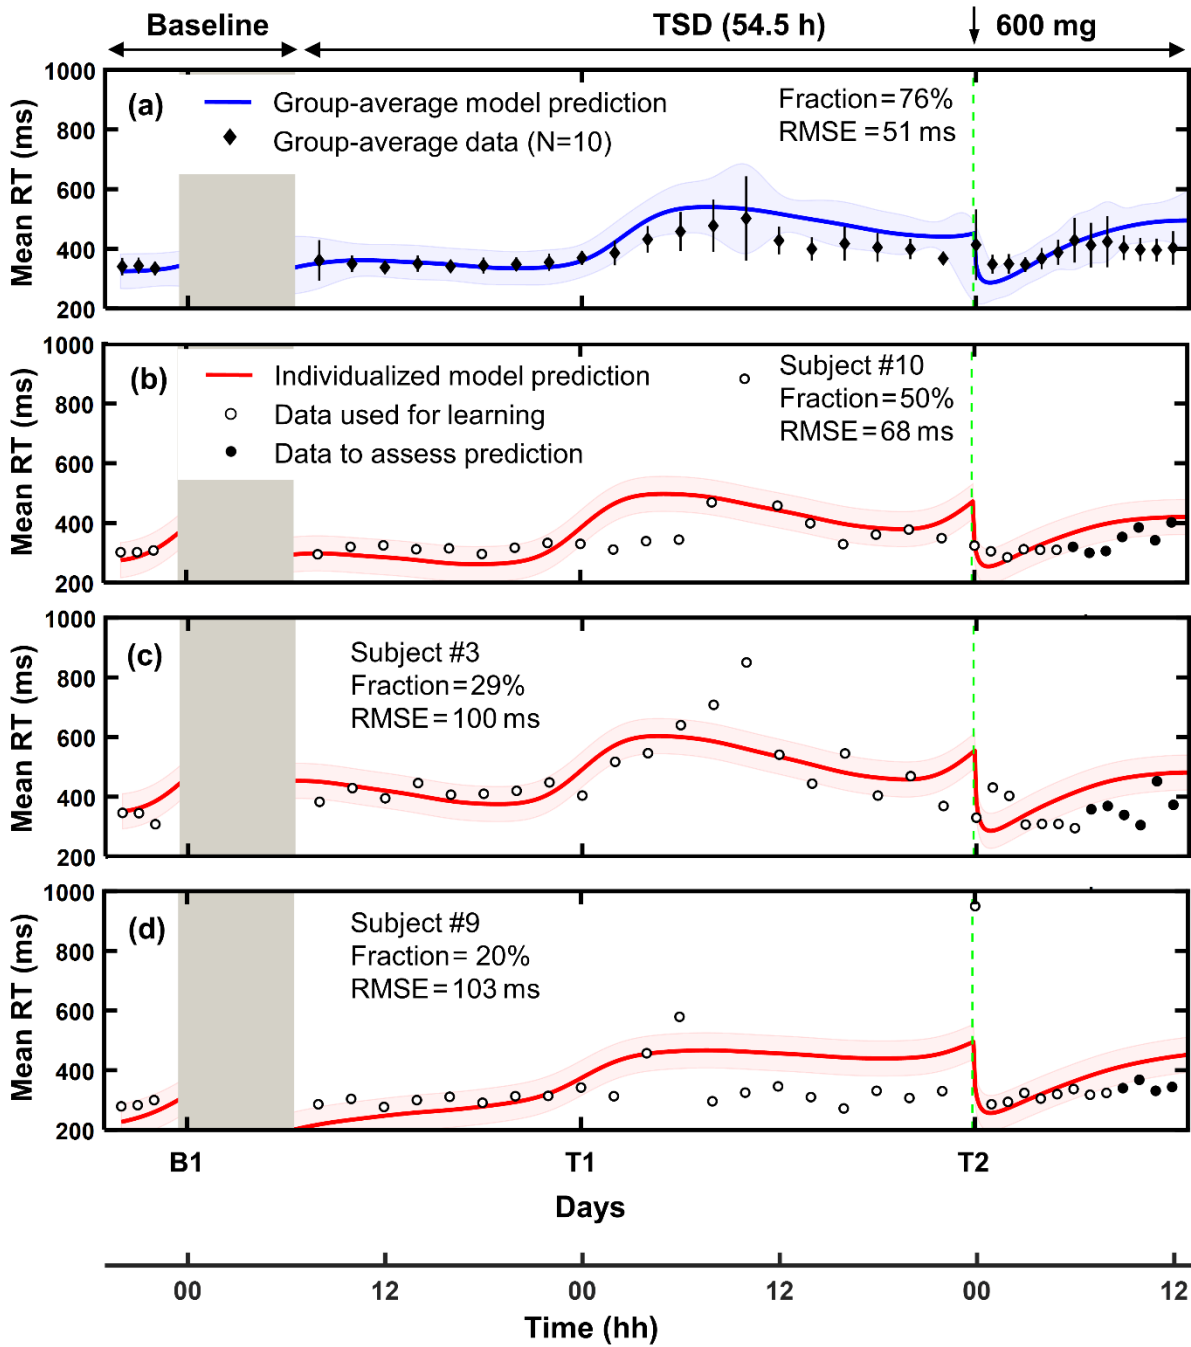 Baseline TSD (54.5 h) 600 mg
1000
800
600
400
200
Mean RT (ms)
(a)
Group-average model prediction
Group-average data (N=10)
Fraction=76%
RMSE=51 ms
1000
800
600
400
200
Mean RT (ms)
(b)
Individualized model prediction
Data used for learning
Data to assess prediction
Subject #10
Fraction=50%
RMSE=68 ms
1000
800
600
400
200
Mean RT (ms)
(c)
Subject #3
Fraction=29%
RMSE=100 ms
1000
800
600
400
200
Mean RT (ms)
(d)
Subject #9
Fraction= 20%
RMSE=103 ms
B1 T1 T2
Days
00 12 00 12 00 12
Time (hh)